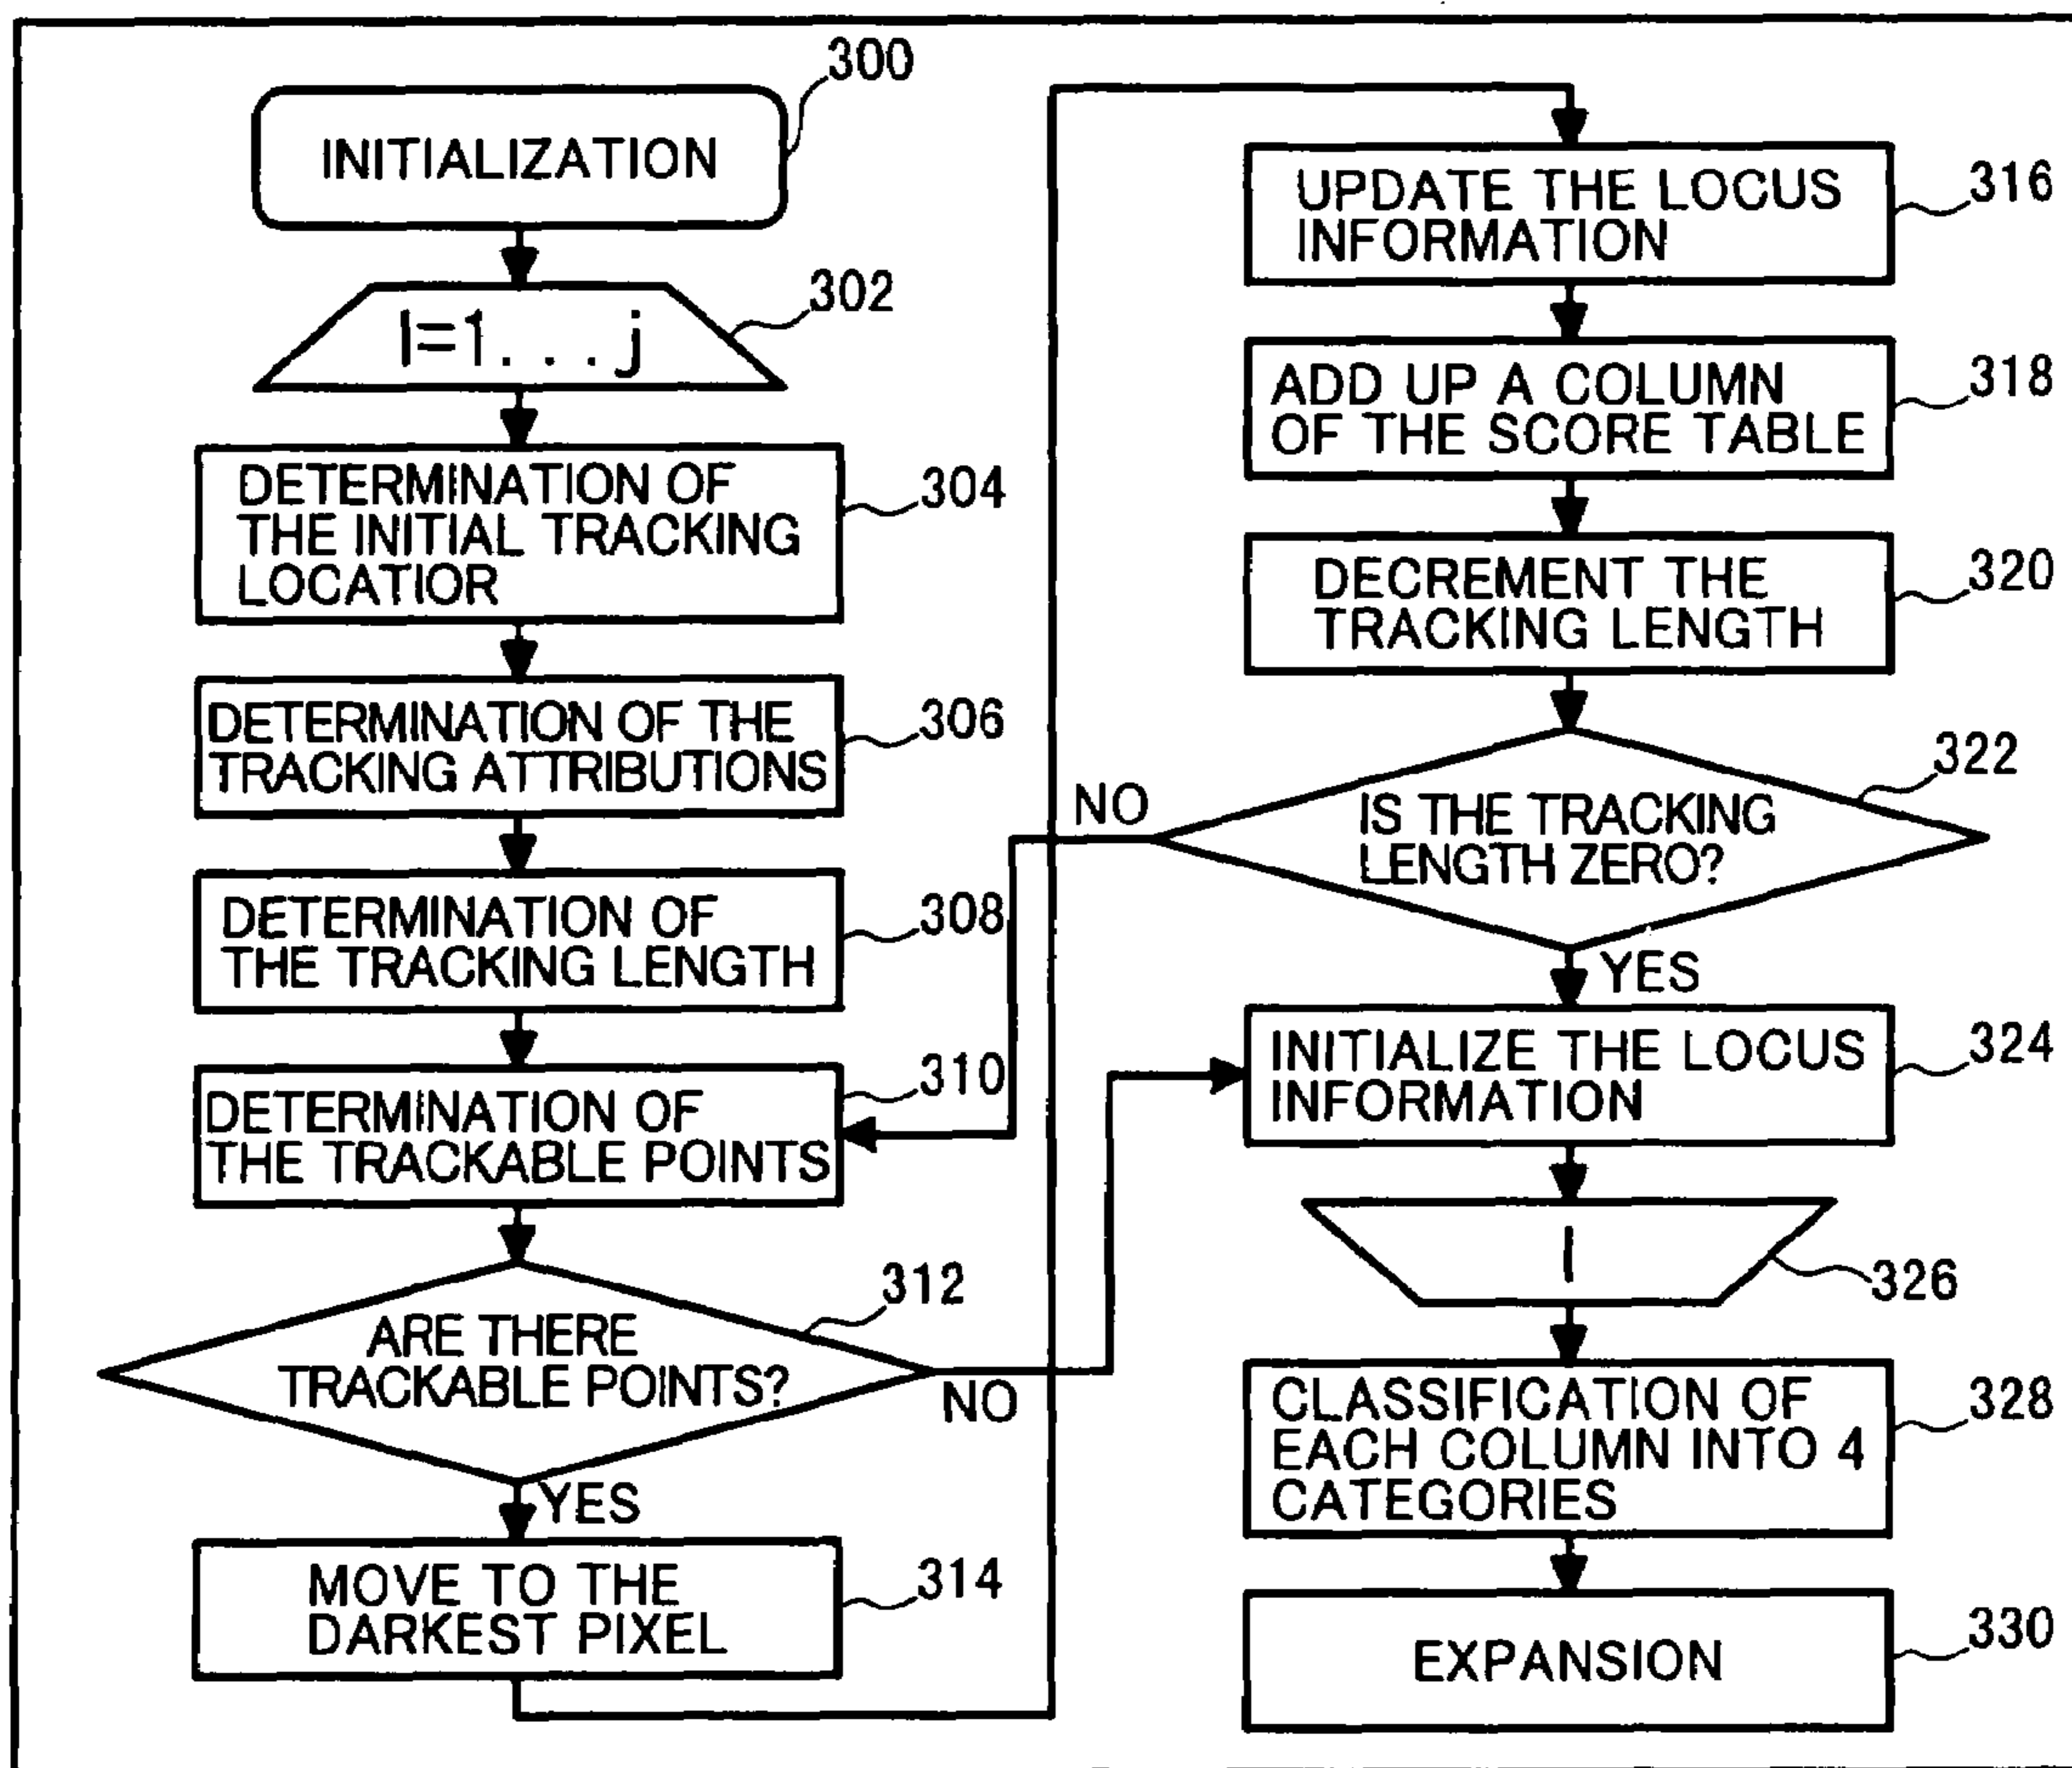 300
INITIALIZATION
302
I=1...j
DETERMINATION OF
THE INITIAL TRACKING
LOCATIOR
304
DETERMINATION OF THE
TRACKING ATTRIBUTIONS
306
DETERMINATION OF
THE TRACKING LENGTH
308
DETERMINATION OF
THE TRACKABLE POINTS
310
ARE THERE
TRACKABLE POINTS?
312
NO
YES
MOVE TO THE
DARKEST PIXEL
314
UPDATE THE LOCUS
INFORMATION
316
ADD UP A COLUMN
OF THE SCORE TABLE
318
DECREMENT THE
TRACKING LENGTH
320
IS THE TRACKING
LENGTH ZERO?
322
NO
YES
INITIALIZE THE LOCUS
INFORMATION
324
I
326
CLASSIFICATION OF
EACH COLUMN INTO 4
CATEGORIES
328
EXPANSION
330